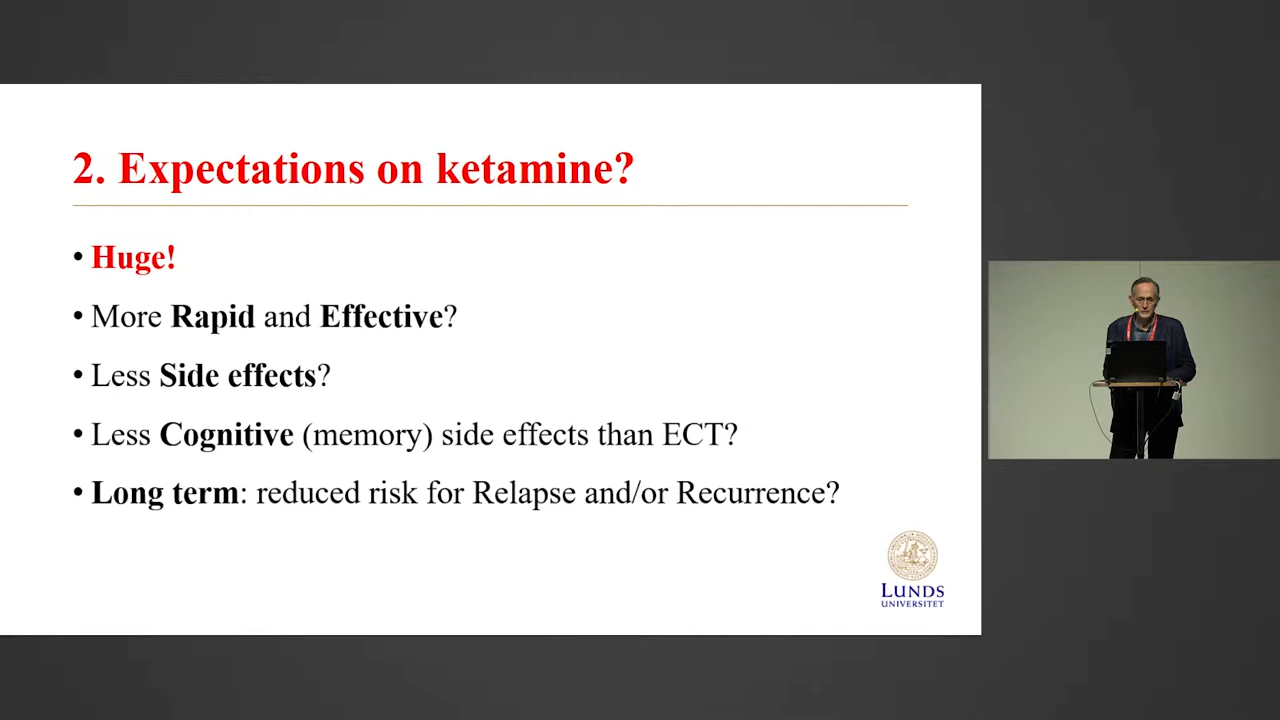 2. Expectations on ketamine?
• Huge!
• More Rapid and Effective?
• Less Side effects?
• Less Cognitive (memory) side effects than ECT?
• Long term: reduced risk for Relapse and/or Recurrence?
LUNDS
UNIVERSITET